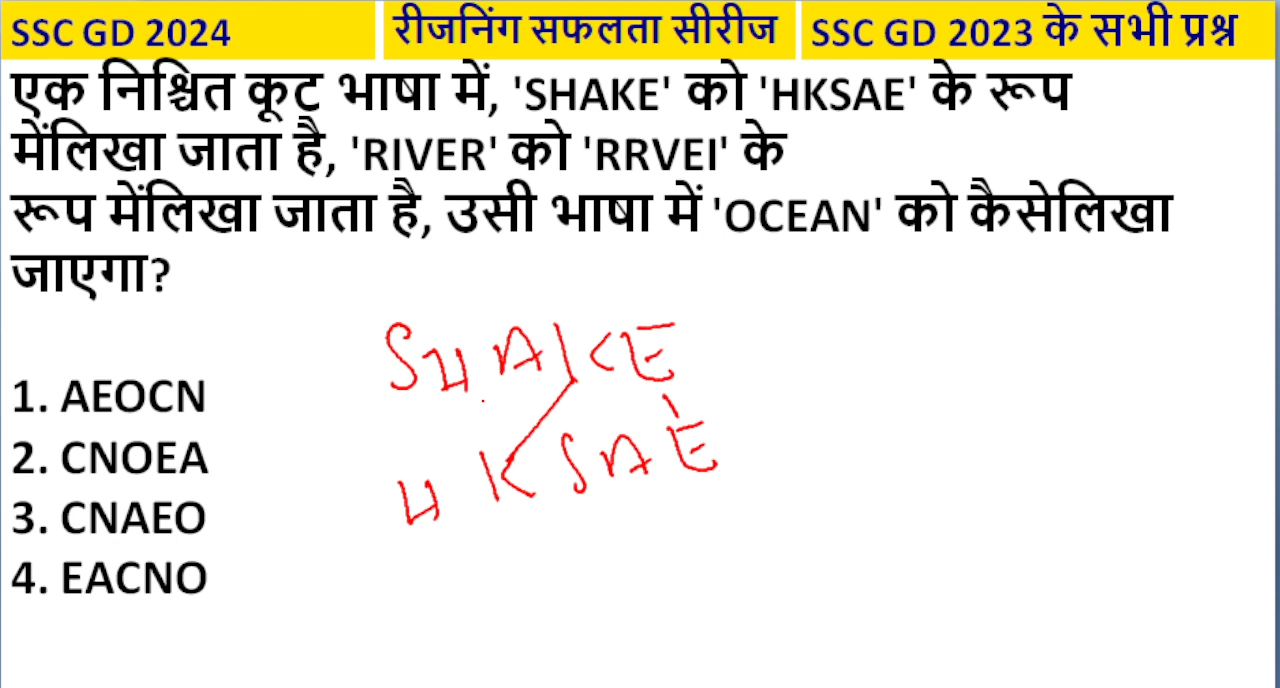 SSC GD 2024 रीजनिंग सफलता सीरीज SSC GD 2023 के सभी प्रश्न
एक निश्चित कूट भाषा में, 'SHAKE' को 'HKSAE' के रूप
मेंलिखा जाता है, 'RIVER' को 'RRVEI' के
रूप मेंलिखा जाता है, उसी भाषा में 'OCEAN' को कैसेलिखा
जाएगा?
SHAKE
1. AEOCN
HKSAE
2. CNOEA
3. CNAEO
4. EACNO